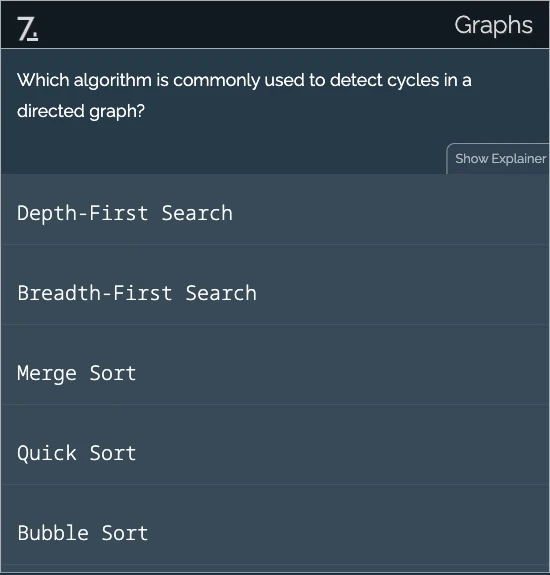 7.
Graphs
Which algorithm is commonly used to detect cycles in a
directed graph?
Show Explainer
Depth-First Search
Breadth-First Search
Merge Sort
Quick Sort
Bubble Sort